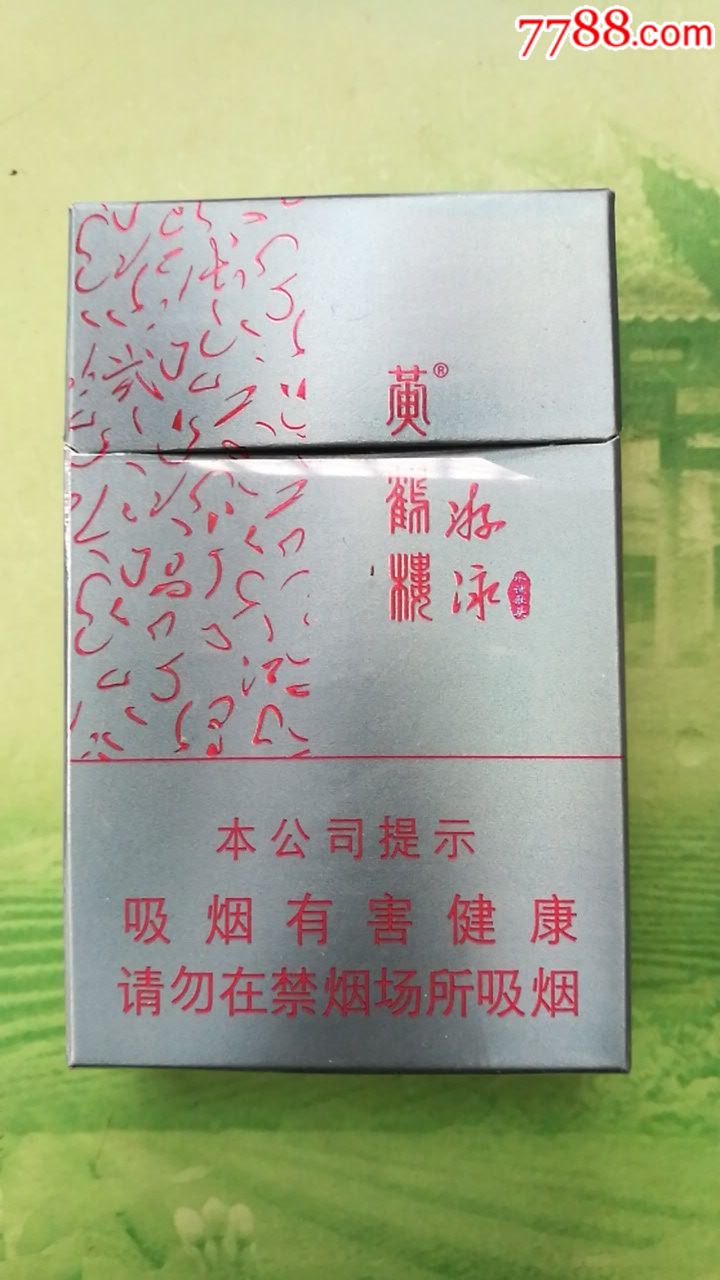 7788.com
黄鹤楼®
游泳
本公司提示
吸烟有害健康
请勿在禁烟场所吸烟